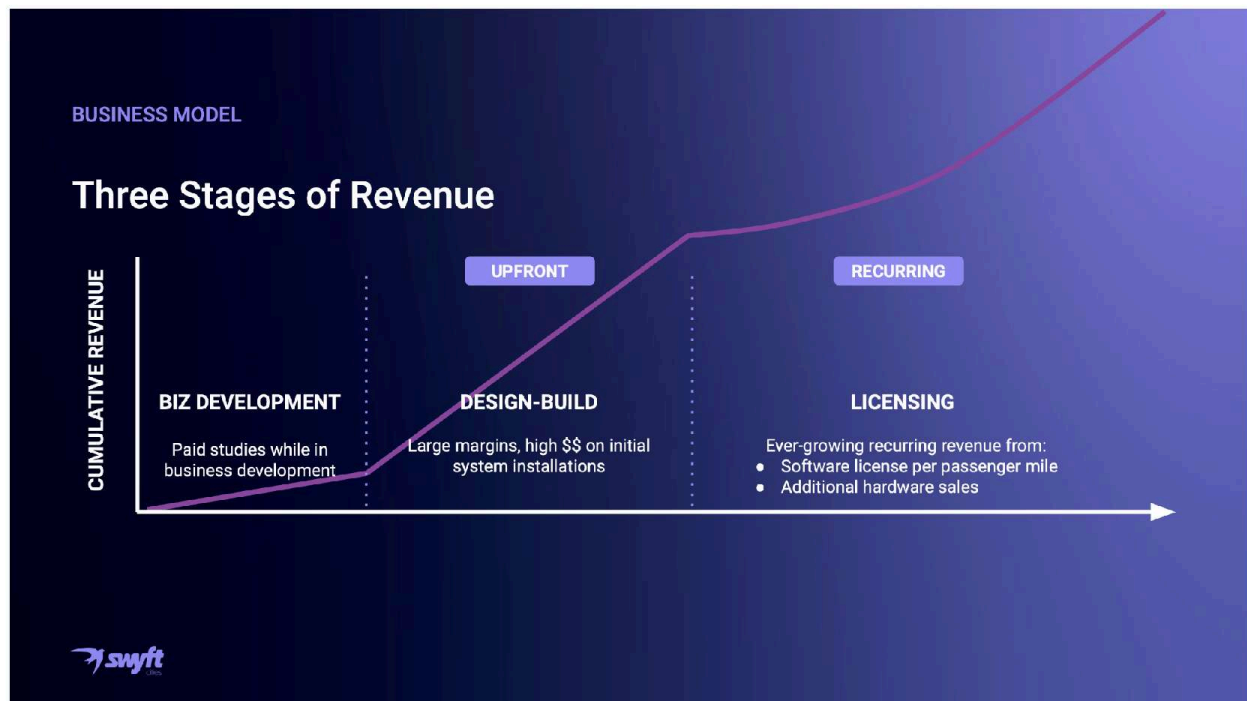 BUSINESS MODEL
Three Stages of Revenue
CUMULATIVE REVENUE
UPFRONT
RECURRING
BIZ DEVELOPMENT
Paid studies while in
business development
DESIGN-BUILD
Large margins, high $$ on initial
system installations
LICENSING
Ever-growing recurring revenue from:
● Software license per passenger mile
● Additional hardware sales
swyft
cities